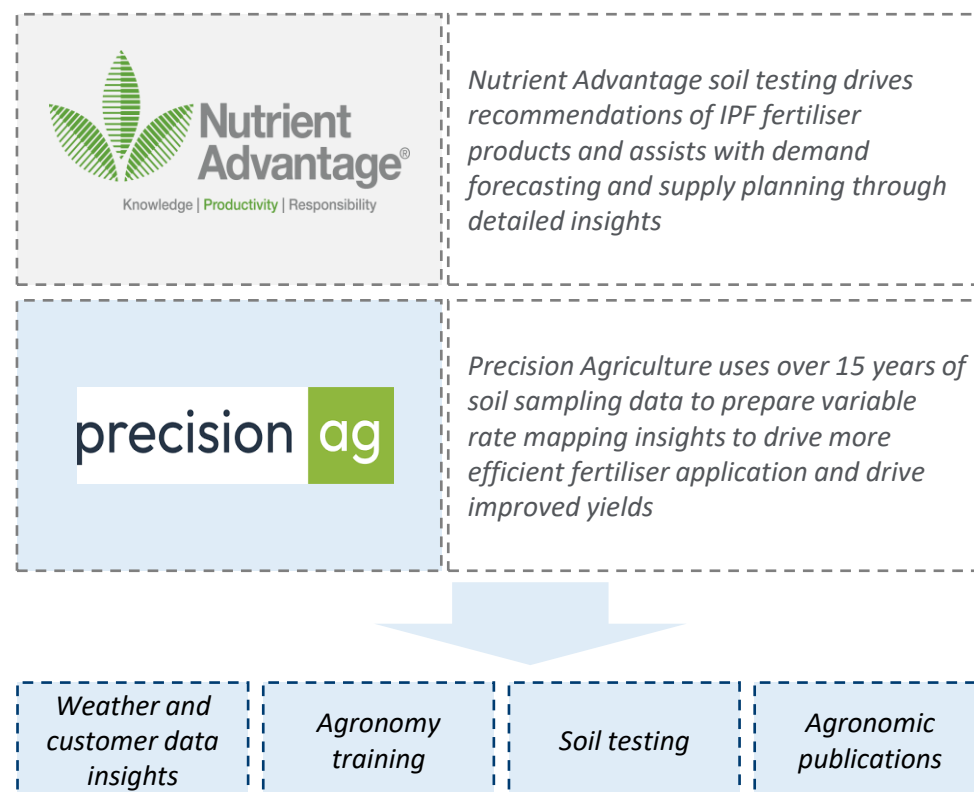 Nutrient
Advantage®
Knowledge | Productivity | Responsibility
Nutrient Advantage soil testing drives
recommendations of IPF fertiliser
products and assists with demand
forecasting and supply planning through
detailed insights
precision ag
Precision Agriculture uses over 15 years of
soil sampling data to prepare variable
rate mapping insights to drive more
efficient fertiliser application and drive
improved yields
Weather and
customer data
insights
Agronomy
training
Soil testing
Agronomic
publications